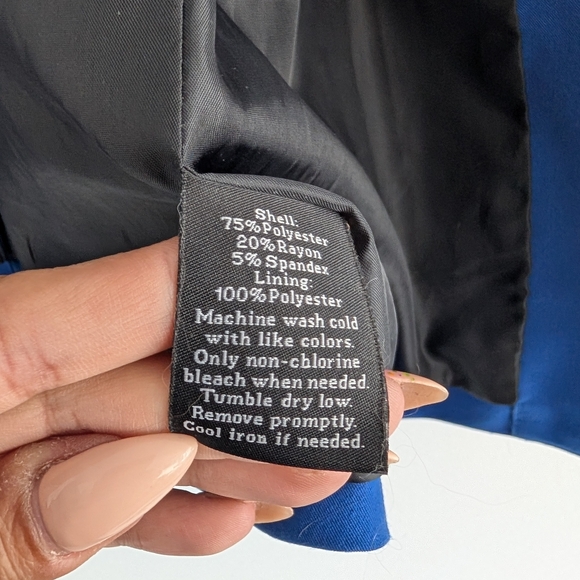 Shell:
75%Polyester
20%Rayon
5% Spandex
Lining:
100%Polyester
Machine wash cold
with like colors.
Only non-chlorine
bleach when needed.
Tumble dry low.
Remove promptly.
Cool iron if needed.